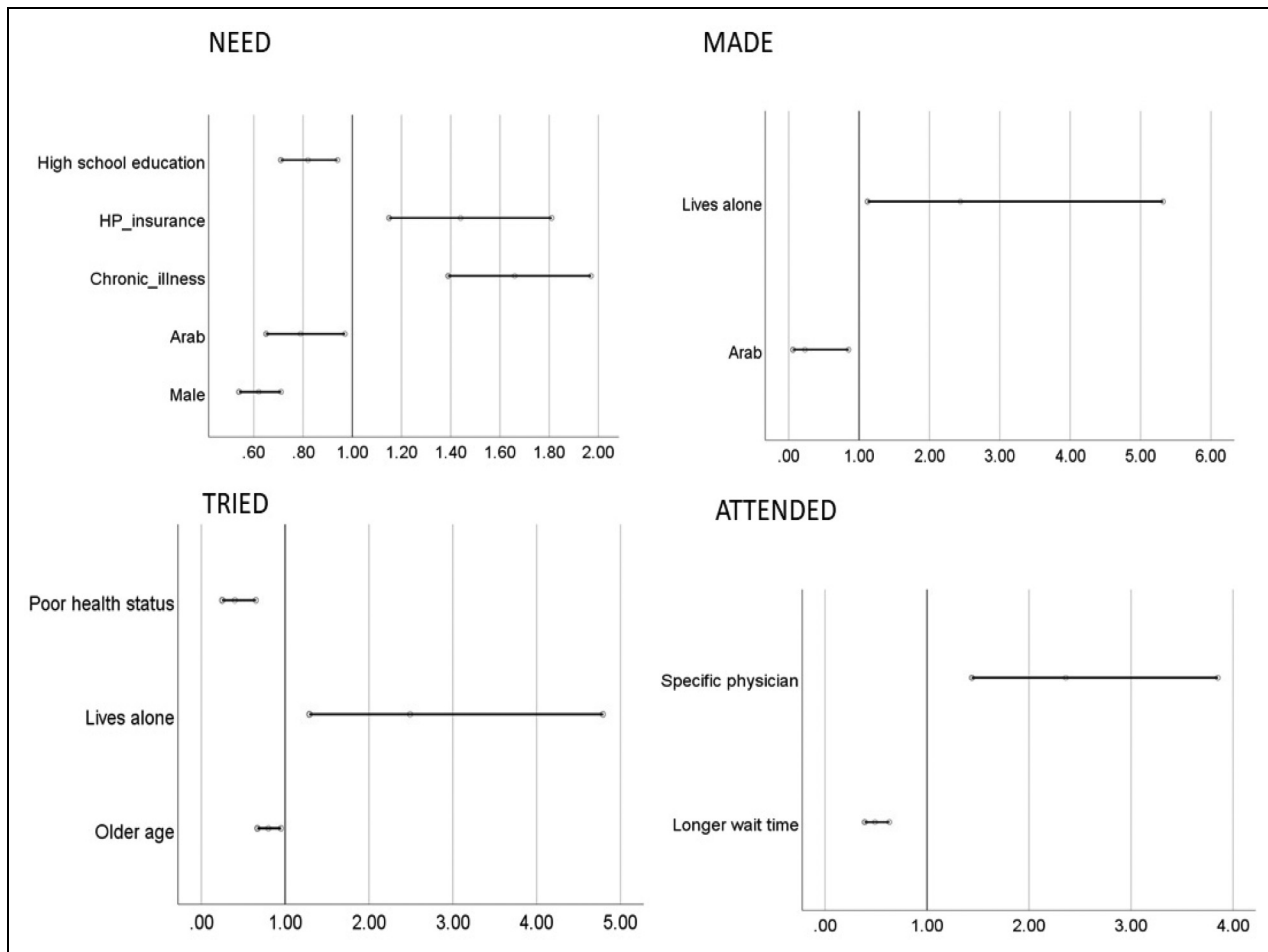 NEED
High school education
HP_insurance
Chronic_illness
Arab
Male
.60 .80 1.00 1.20 1.40 1.60 1.80 2.00
MADE
Lives alone
Arab
.00 1.00 2.00 3.00 4.00 5.00 6.00
TRIED
Poor health status
Lives alone
Older age
.00 1.00 2.00 3.00 4.00 5.00
ATTENDED
Specific physician
Longer wait time
.00 1.00 2.00 3.00 4.00